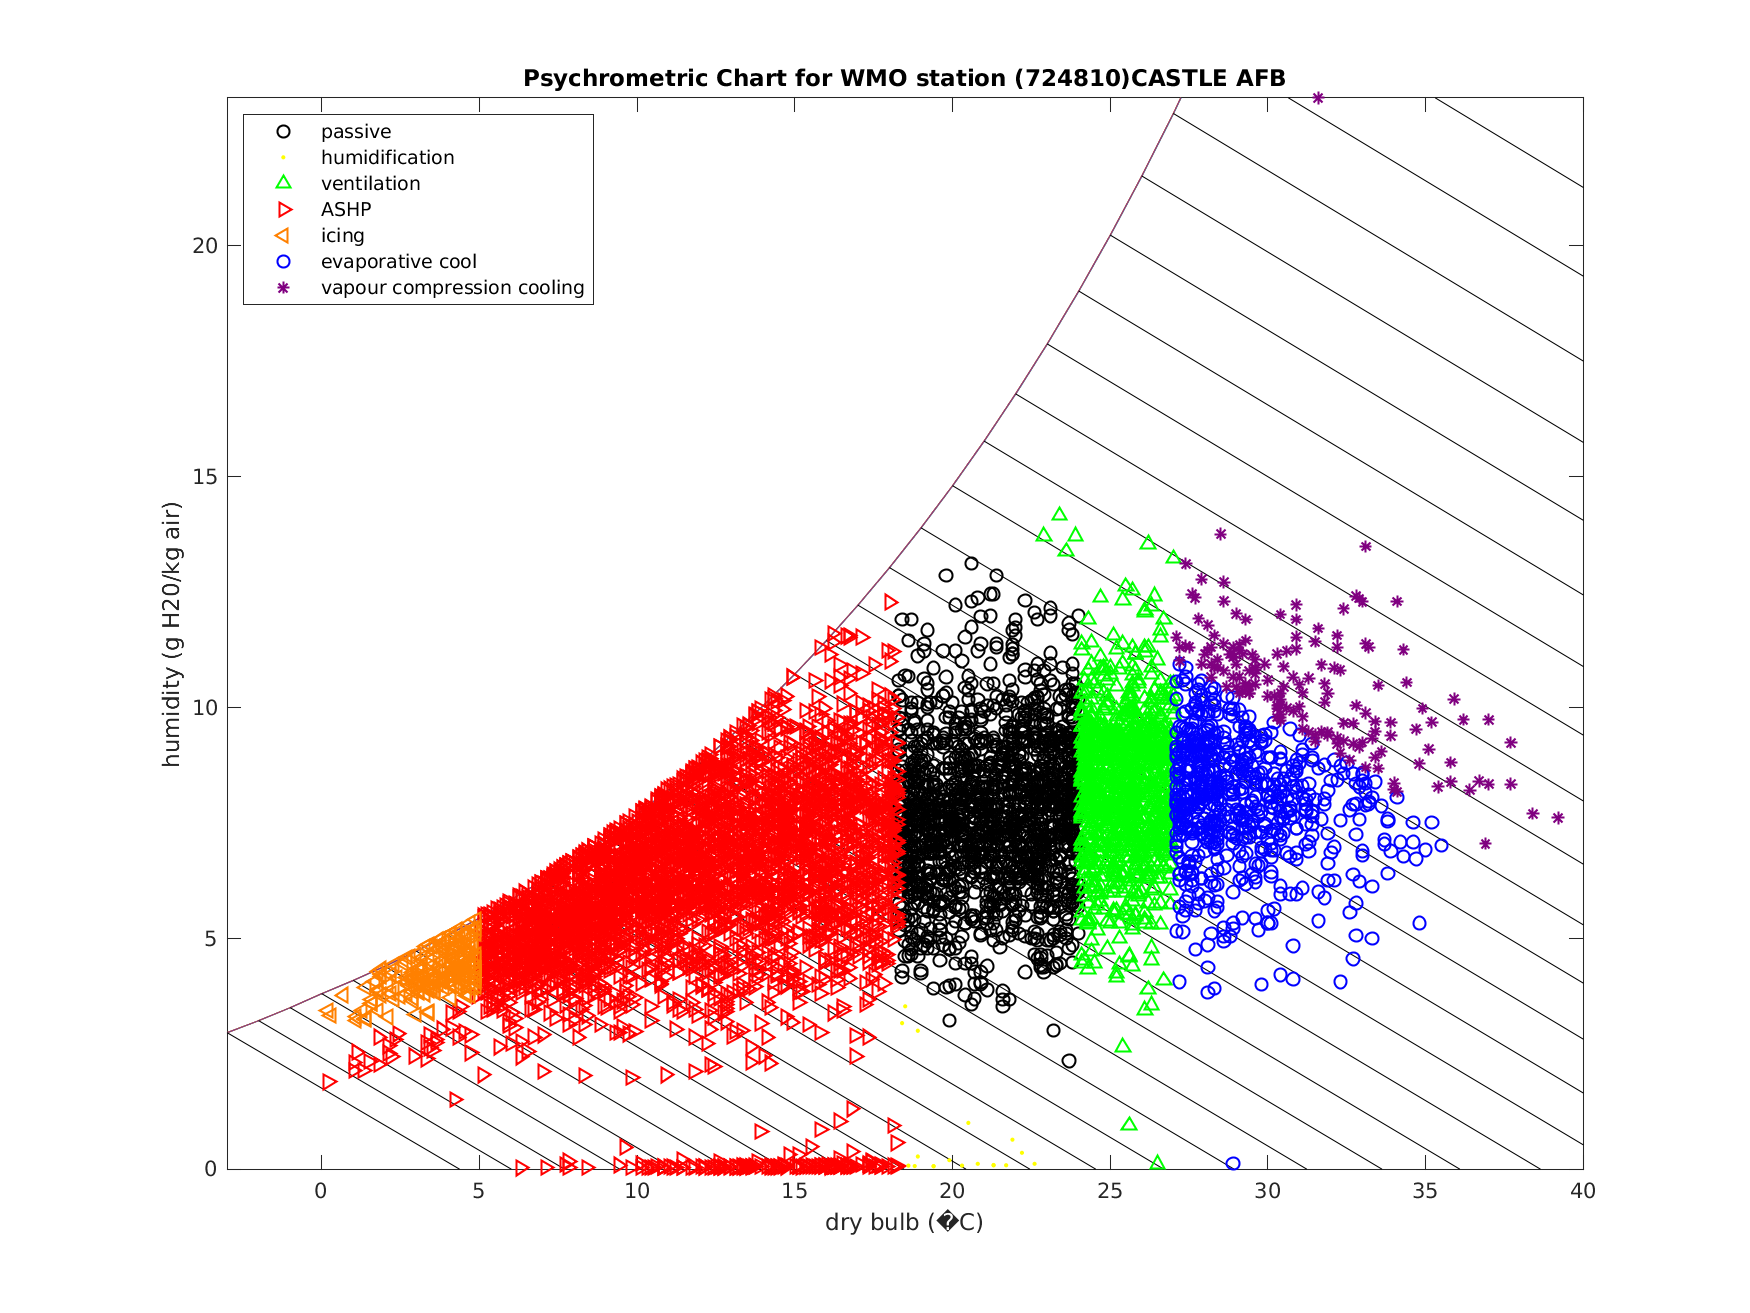 Psychrometric Chart for WMO station (724810)CASTLE AFB
passive
humidification
ventilation
ASHP
icing
evaporative cool
vapour compression cooling
20
15
10
5
0
humidity (g H20/kg air)
0 5 10 15 20 25 30 35 40
dry bulb (�C)